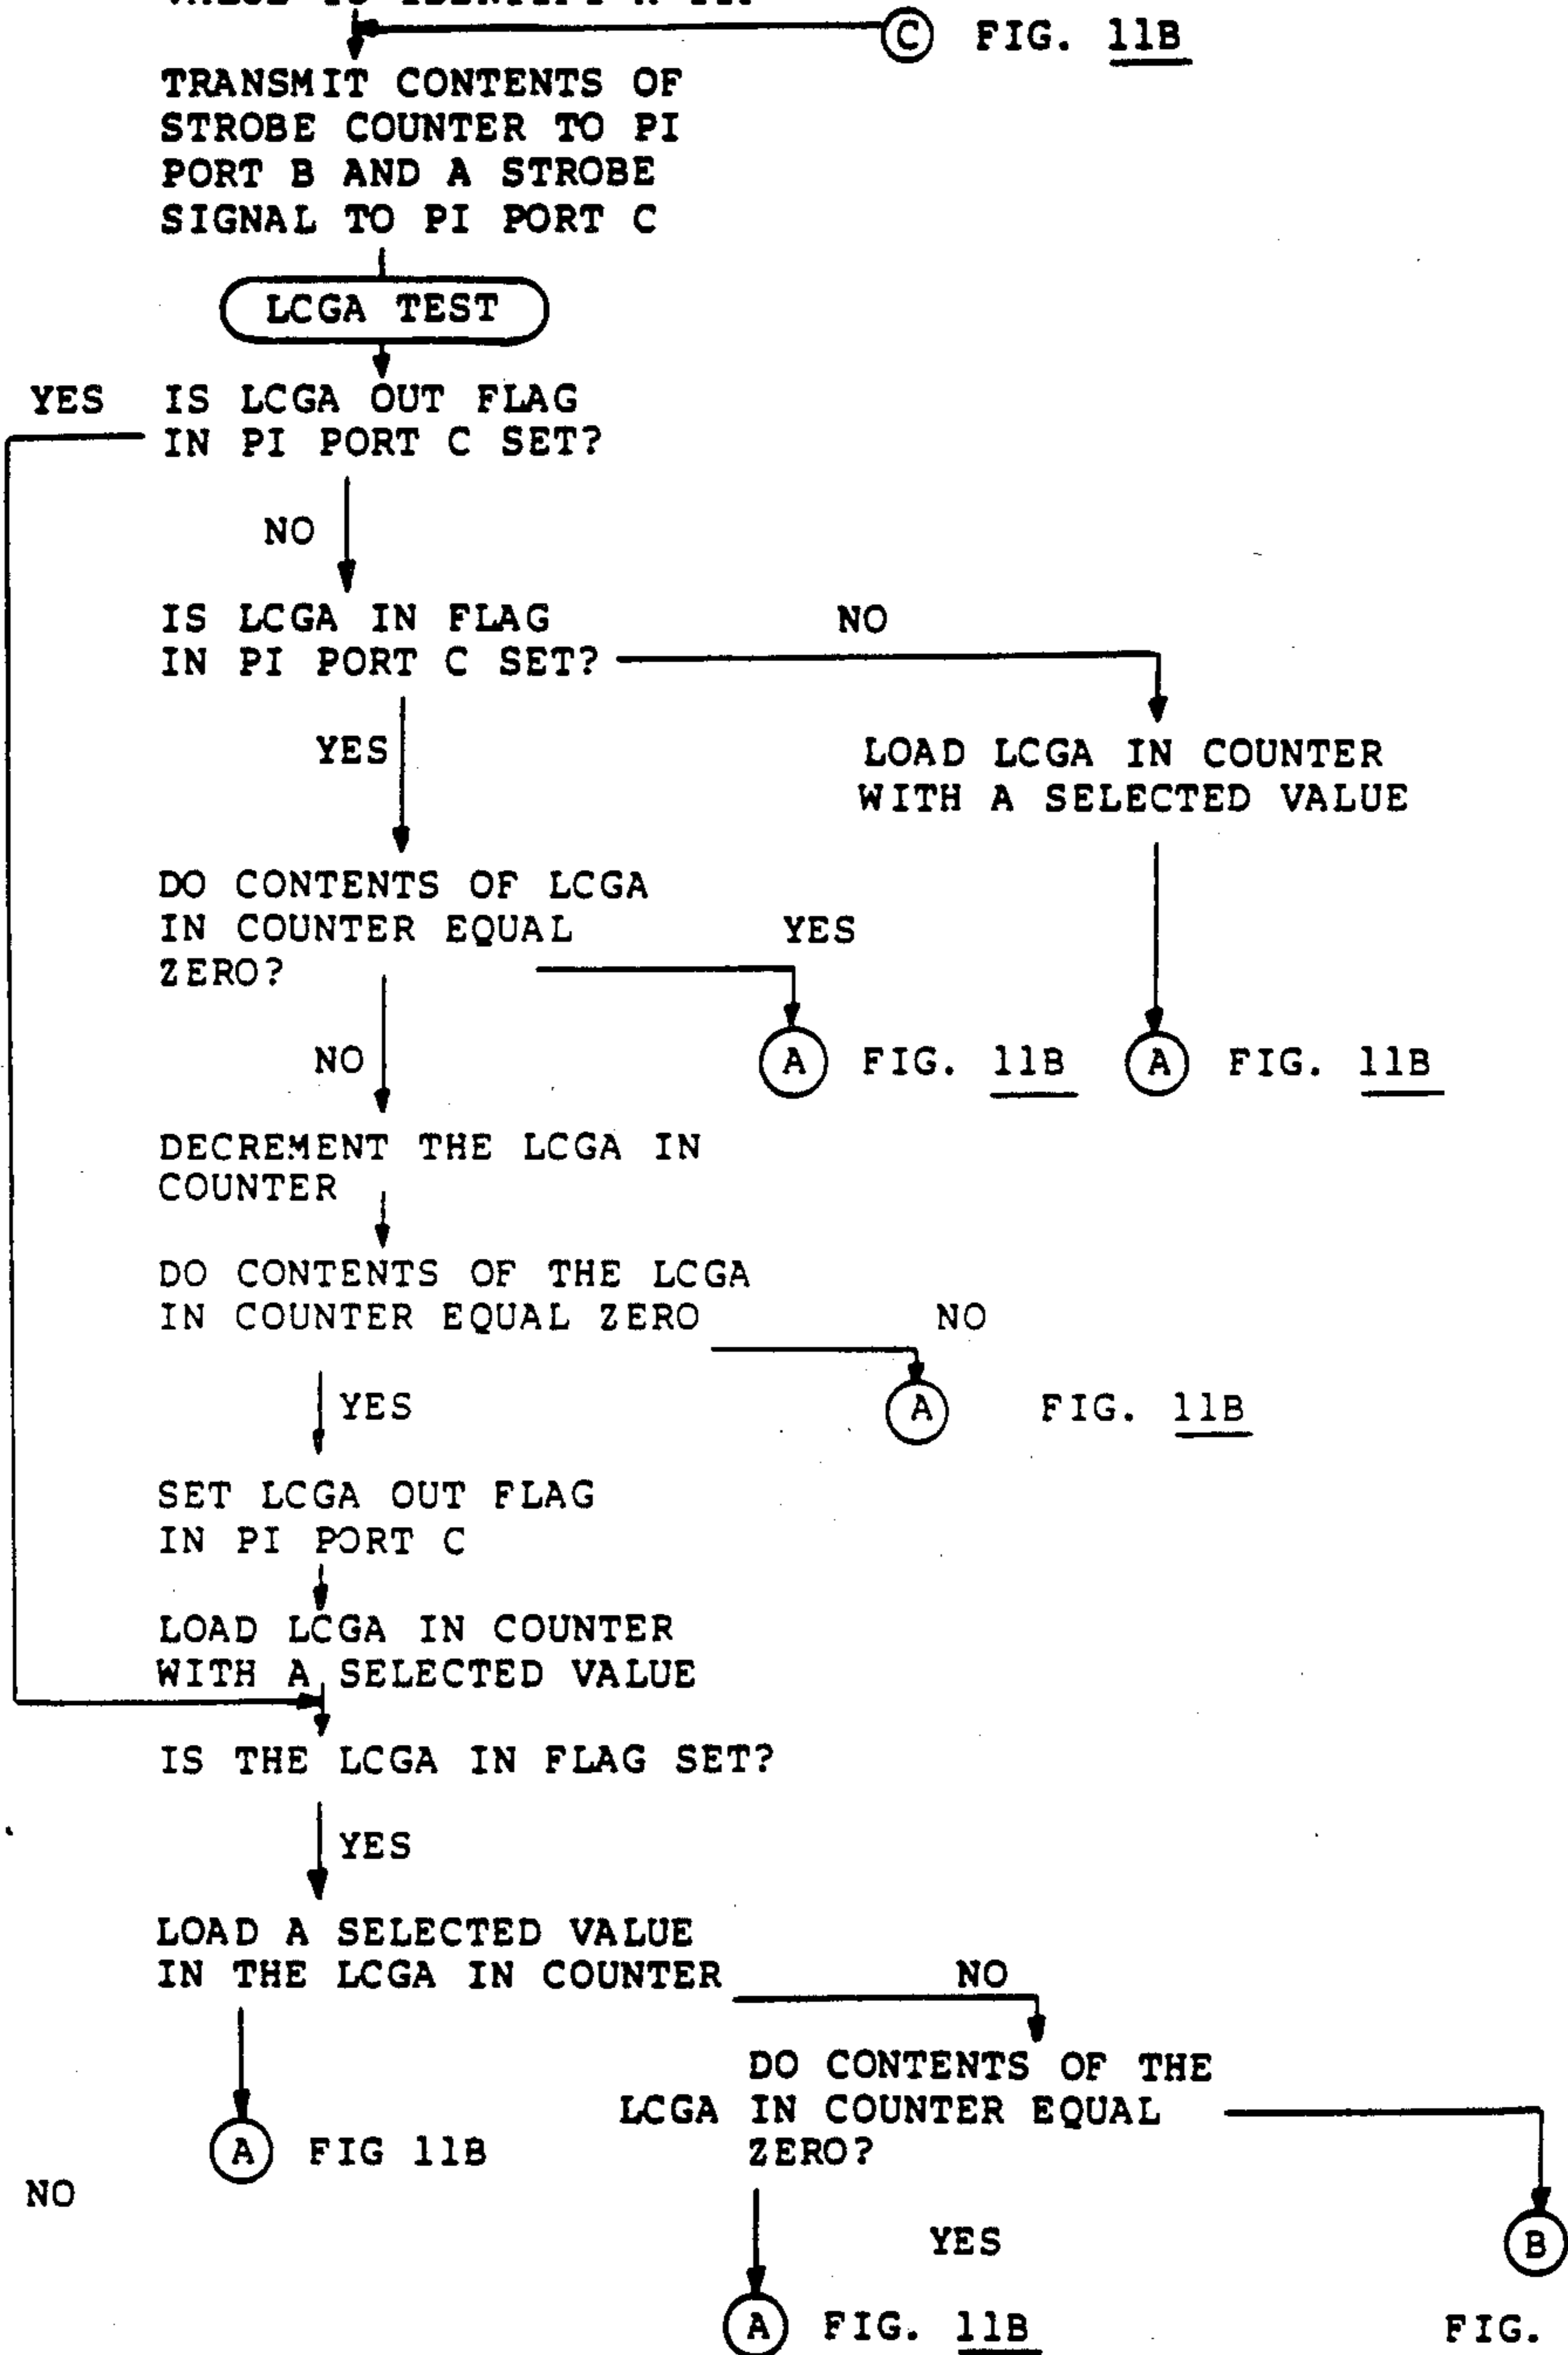 C FIG. 11B
TRANSMIT CONTENTS OF
STROBE COUNTER TO PI
PORT B AND A STROBE
SIGNAL TO PI PORT C
LCGA TEST
YES IS LCGA OUT FLAG
IN PI PORT C SET?
NO
IS LCGA IN FLAG NO
IN PI PORT C SET?
YES
LOAD LCGA IN COUNTER
WITH A SELECTED VALUE
DO CONTENTS OF LCGA
IN COUNTER EQUAL YES
ZERO?
NO
A FIG. 11B A FIG. 11B
DECREMENT THE LCGA IN
COUNTER
DO CONTENTS OF THE LCGA
IN COUNTER EQUAL ZERO NO
YES
A FIG. 11B
SET LCGA OUT FLAG
IN PI PORT C
LOAD LCGA IN COUNTER
WITH A SELECTED VALUE
IS THE LCGA IN FLAG SET?
YES
LOAD A SELECTED VALUE
IN THE LCGA IN COUNTER NO
DO CONTENTS OF THE
LCGA IN COUNTER EQUAL
ZERO?
A FIG 11B
NO
YES
B
A FIG. 11B
FIG.